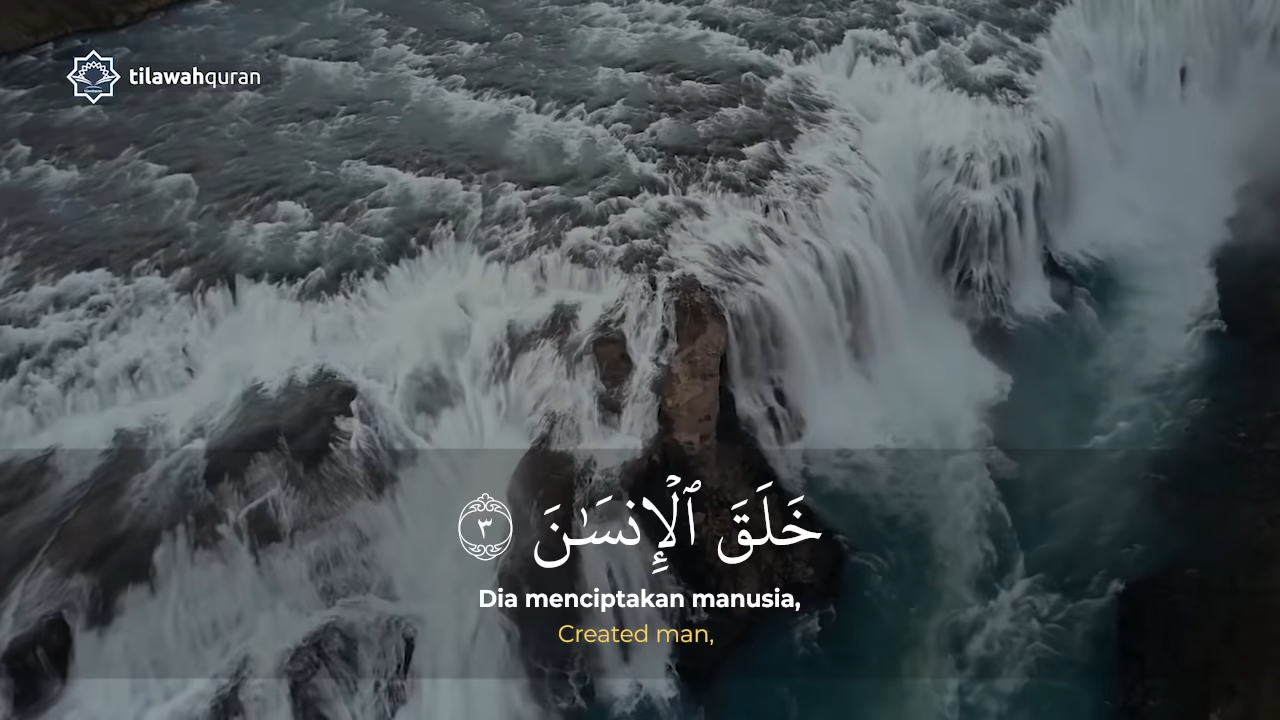 tilawahquran
خَلَقَ ٱلْإِنسَـٰنَ ٣
Dia menciptakan manusia,
Created man,